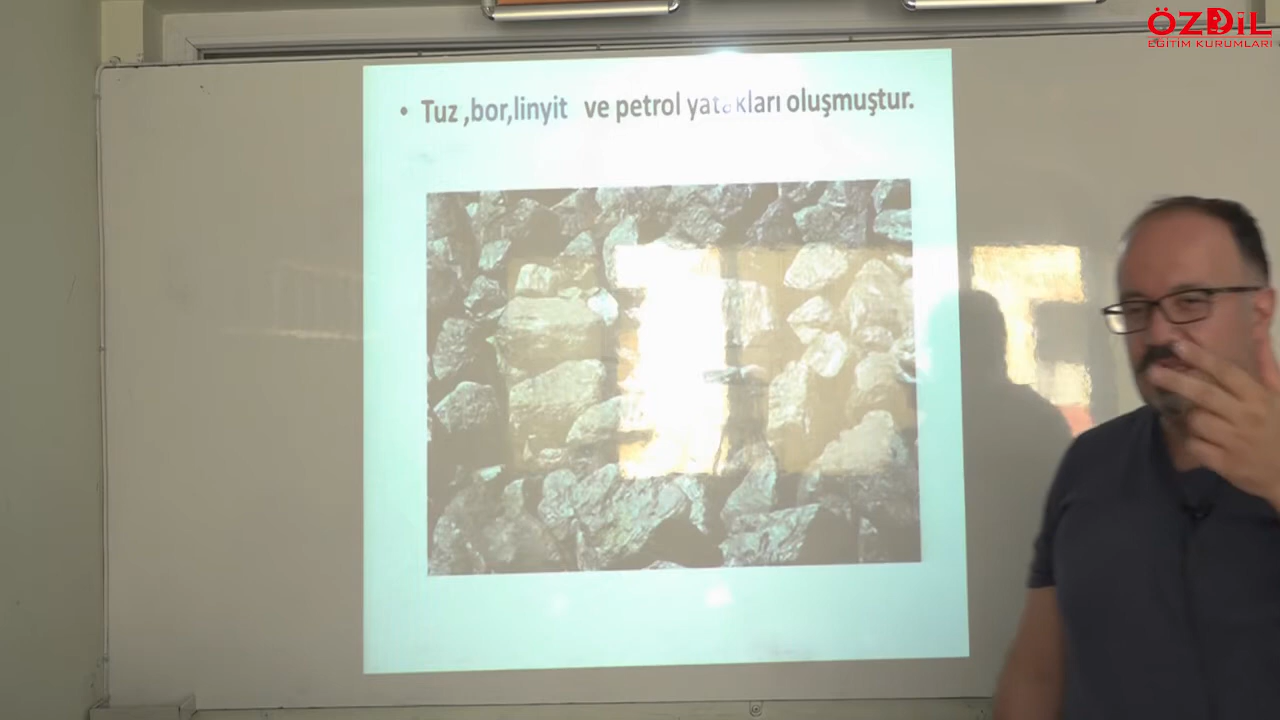 ÖZDİL
EĞİTİM KURUMLARI
• Tuz ,bor,linyit ve petrol yatakları oluşmuştur.